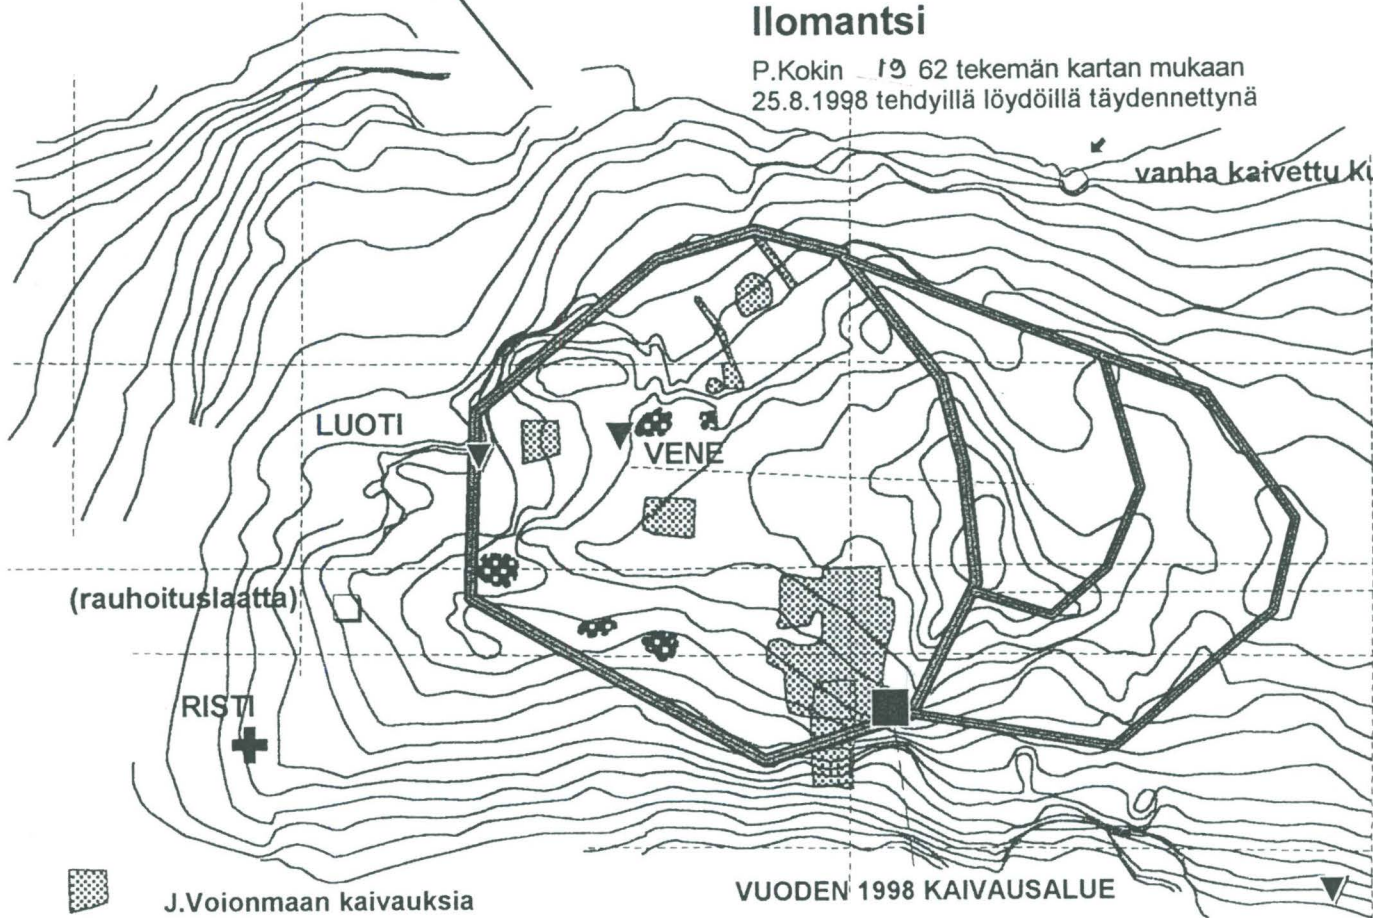 Ilomantsi
P.Kokin 19 62 tekemän kartan mukaan
25.8.1998 tehdyillä löydöillä täydennettynä
vanha kaivettu
LUOTI
VENE
(rauhoituslaatta)
RISTI
J.Voionmaan kaivauksia
VUODEN 1998 KAIVAUSALUE